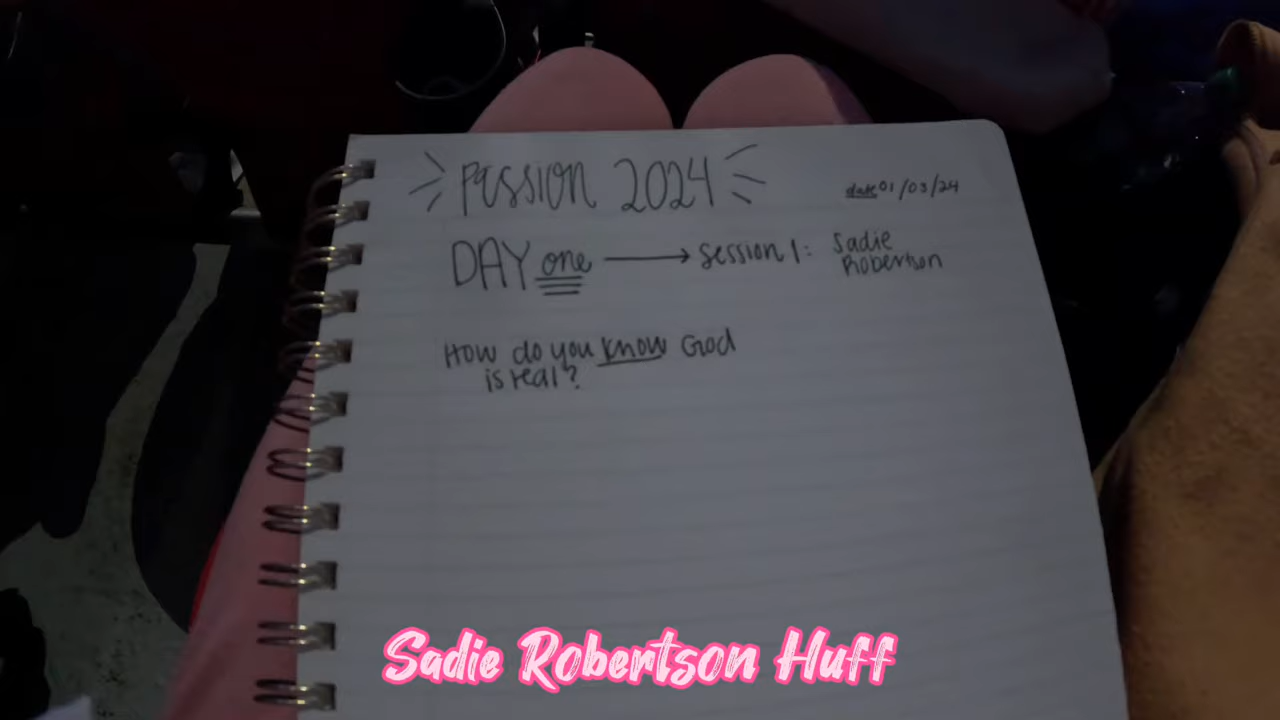 Passion 2024
date 01/03/24
DAY one → session 1: Sadie
Robertson
How do you know God
is real?
Sadie Robertson Huff